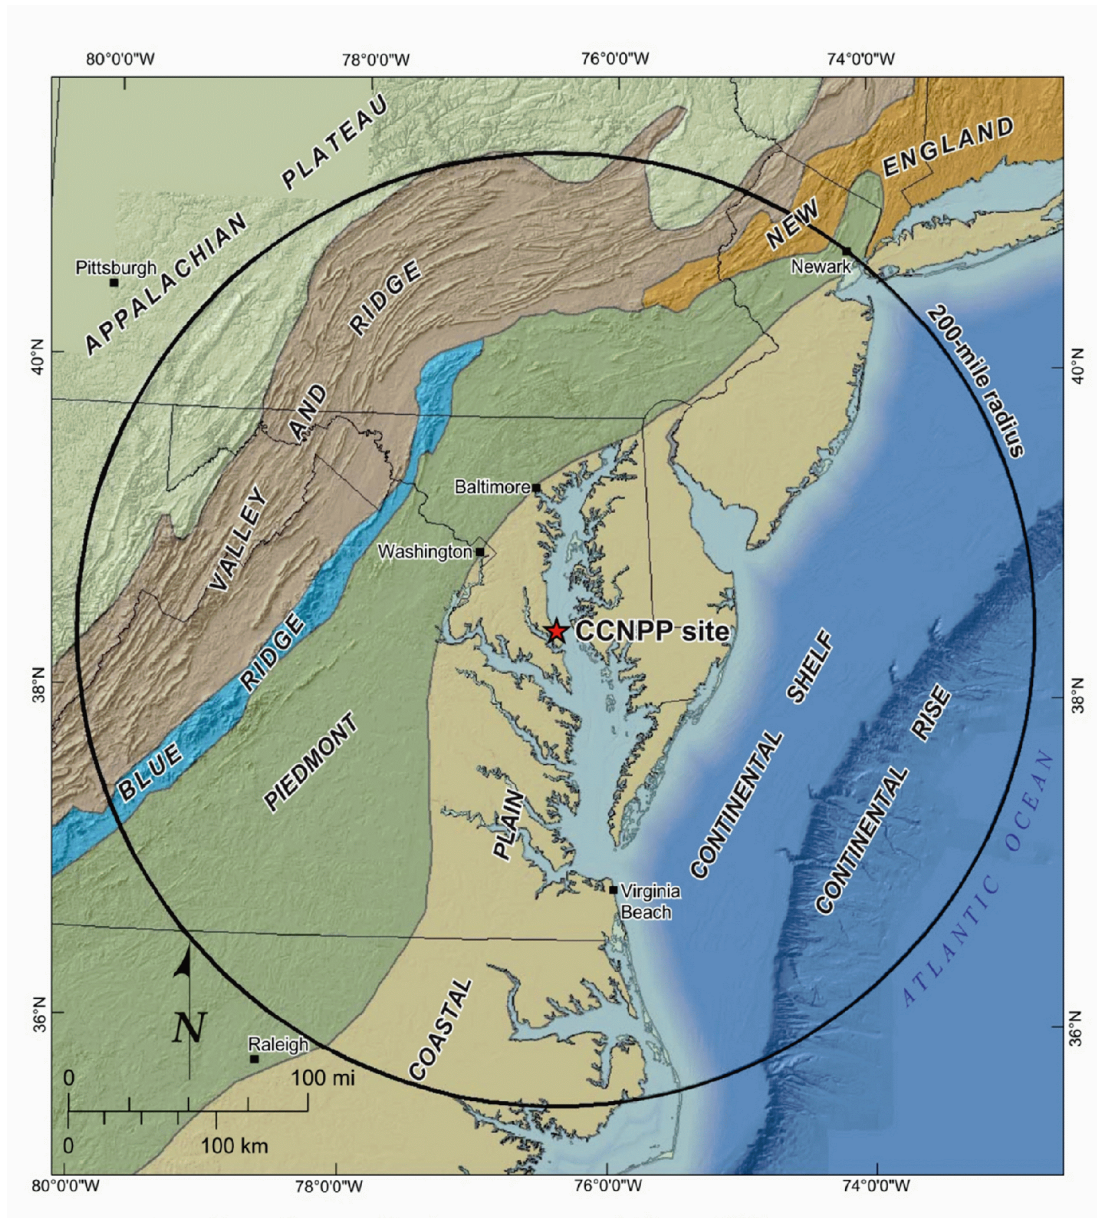 80°0'0"W 78°0'0"W 76°0'0"W 74°0'0"W
APPALACHIAN PLATEAU
NEW ENGLAND
Pittsburgh
Newark
VALLEY AND RIDGE
200-mile radius
40°N
40°N
Baltimore
Washington
CCNPP site
BLUE RIDGE
38°N
38°N
PIEDMONT
CONTINENTAL SHELF
CONTINENTAL RISE
ATLANTIC OCEAN
COASTAL PLAIN
Virginia
Beach
36°N
36°N
N
Raleigh
0 100 mi
0 100 km
80°0'0"W 78°0'0"W 76°0'0"W 74°0'0"W